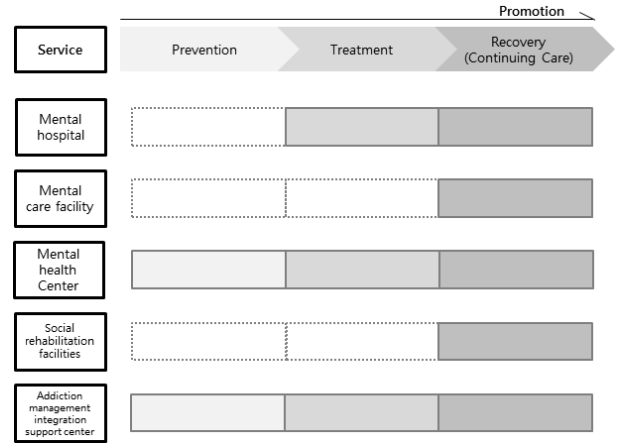 Promotion
Service
Prevention
Treatment
Recovery
(Continuing Care)
Mental
hospital
Mental
care facility
Mental
health
Center
Social
rehabilitation
facilities
Addiction
management
integration
support center